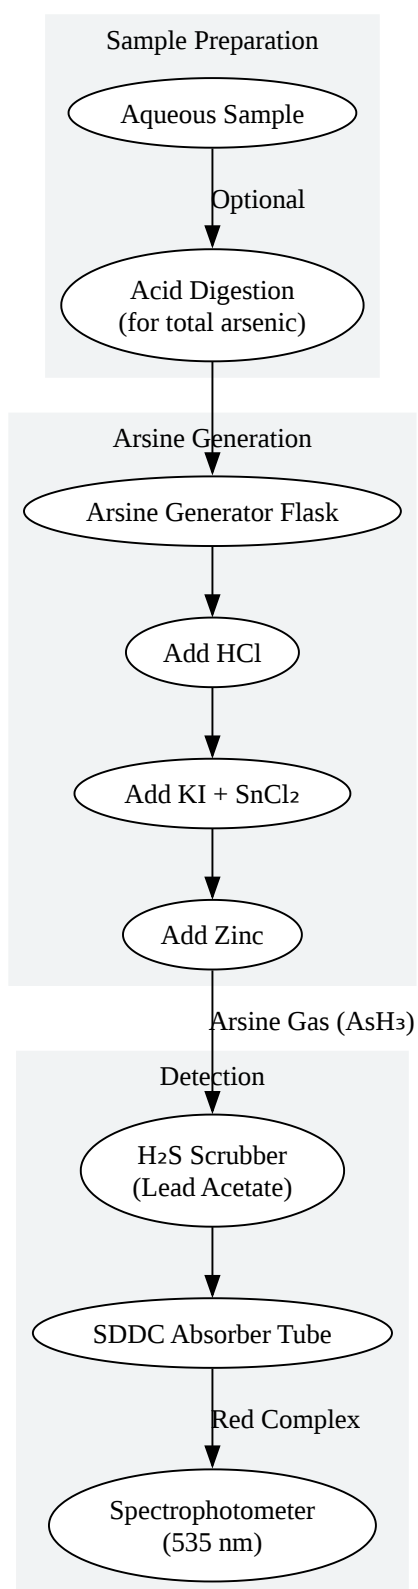 Sample Preparation
Aqueous Sample
Optional
Acid Digestion
(for total arsenic)
Arsine Generation
Arsine Generator Flask
Add HCl
Add KI + SnCl₂
Add Zinc
Arsine Gas (AsH₃)
Detection
H₂S Scrubber
(Lead Acetate)
SDDC Absorber Tube
Red Complex
Spectrophotometer
(535 nm)